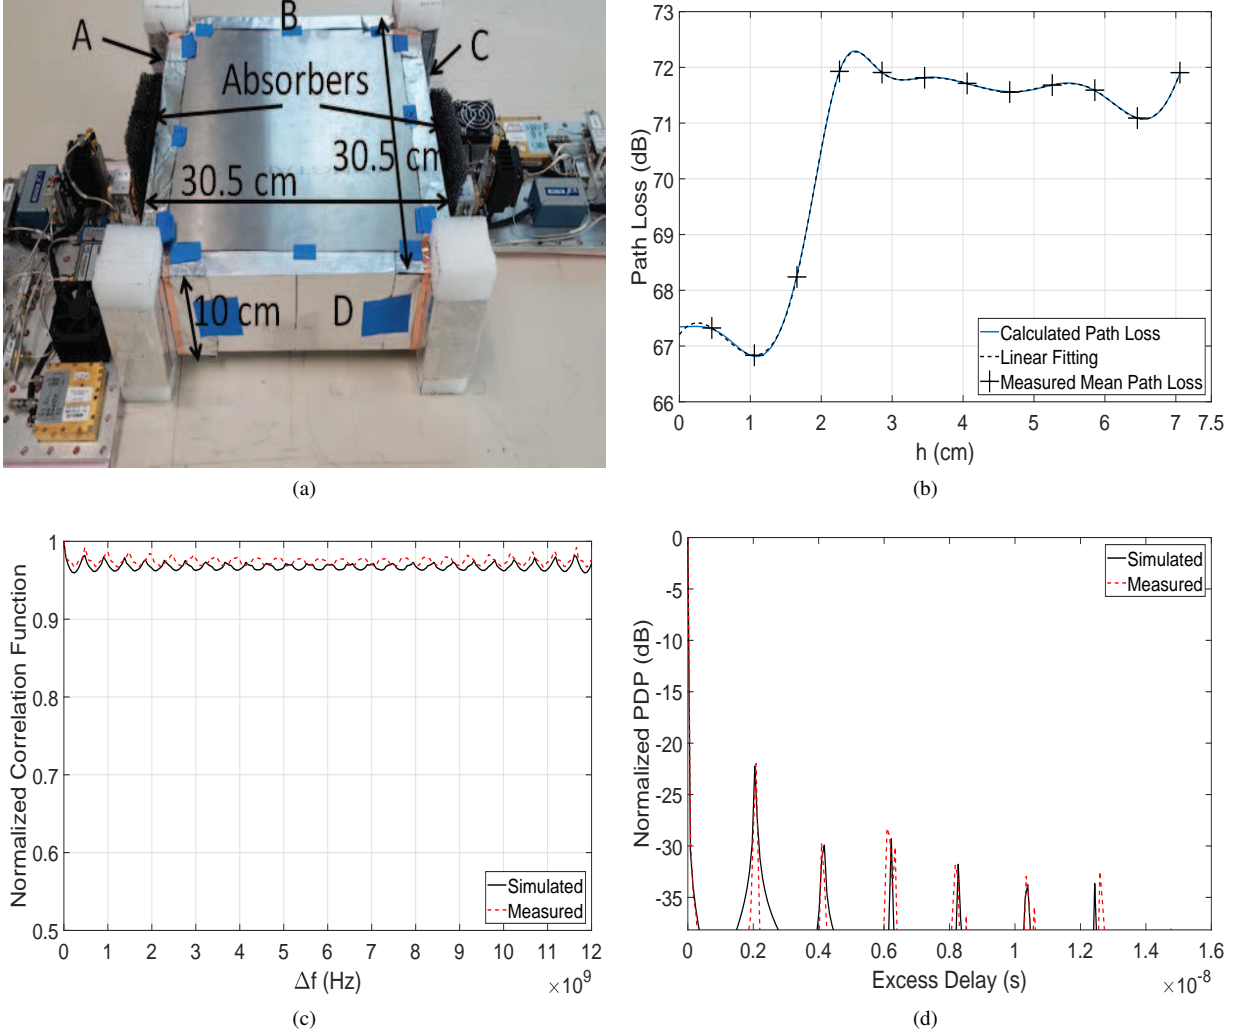 A
B
C
Absorbers
30.5 cm
30.5 cm
10 cm
D
(a)
73
72
71
70
69
68
67
66
Path Loss (dB)
Calculated Path Loss
Linear Fitting
Measured Mean Path Loss
0 1 2 3 4 5 6 7 7.5
h (cm)
(b)
1
0.9
0.8
0.7
0.6
0.5
Normalized Correlation Function
Simulated
Measured
0 1 2 3 4 5 6 7 8 9 10 11 12
Δf (Hz)
×10⁹
(c)
0
-5
-10
-15
-20
-25
-30
-35
Normalized PDP (dB)
Simulated
Measured
0 0.2 0.4 0.6 0.8 1 1.2 1.4 1.6
Excess Delay (s)
×10⁻⁸
(d)